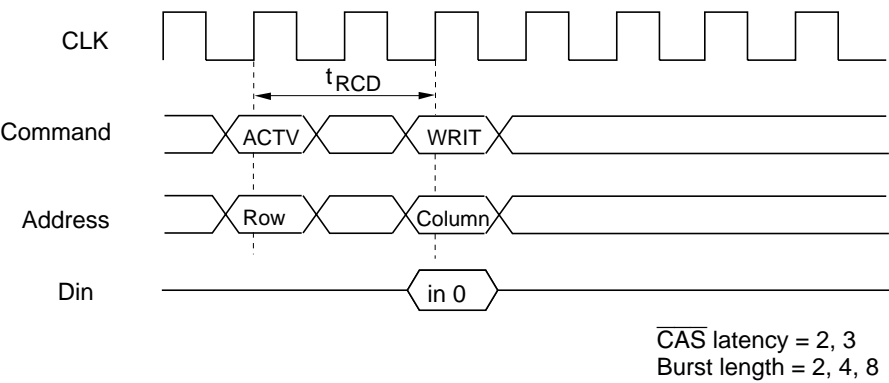 CLK
tRCD
Command ACTV WRIT
Address Row Column
Din in 0
CAS latency = 2, 3
Burst length = 2, 4, 8